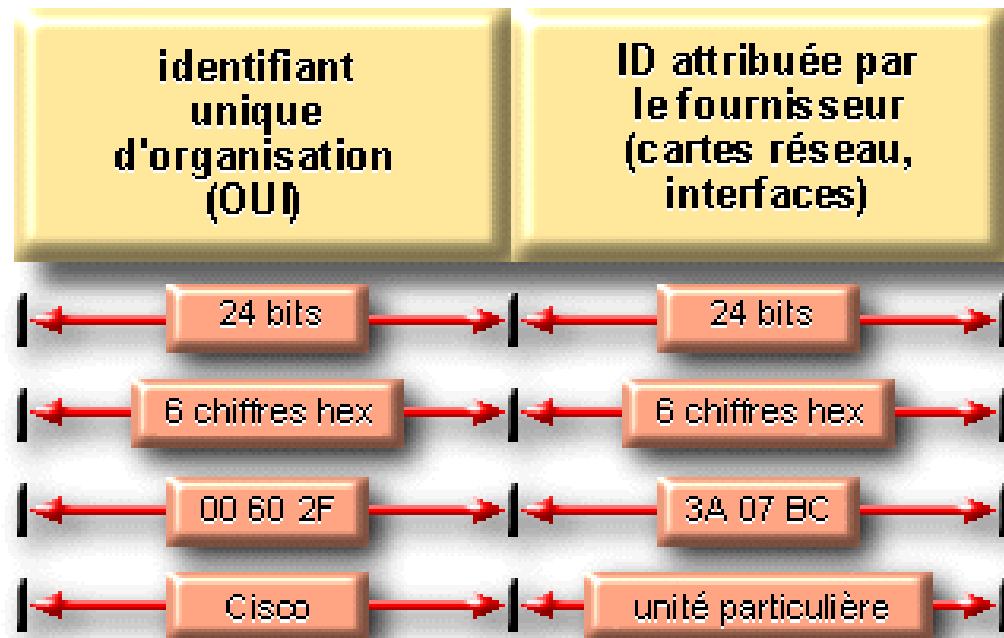 identifiant
unique
d'organisation
(OUI)
ID attribuée par
le fournisseur
(cartes réseau,
interfaces)
24 bits
24 bits
6 chiffres hex
6 chiffres hex
00 60 2F
3A 07 BC
Cisco
unité particulière